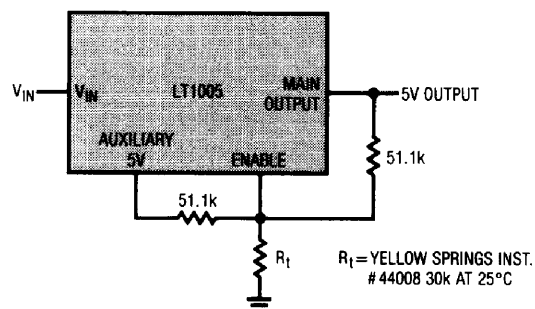 V_IN
V_IN
LT1005
MAIN
OUTPUT
5V OUTPUT
AUXILIARY
5V
ENABLE
51.1k
51.1k
R_t
R_t = YELLOW SPRINGS INST.
#44008 30k AT 25°C